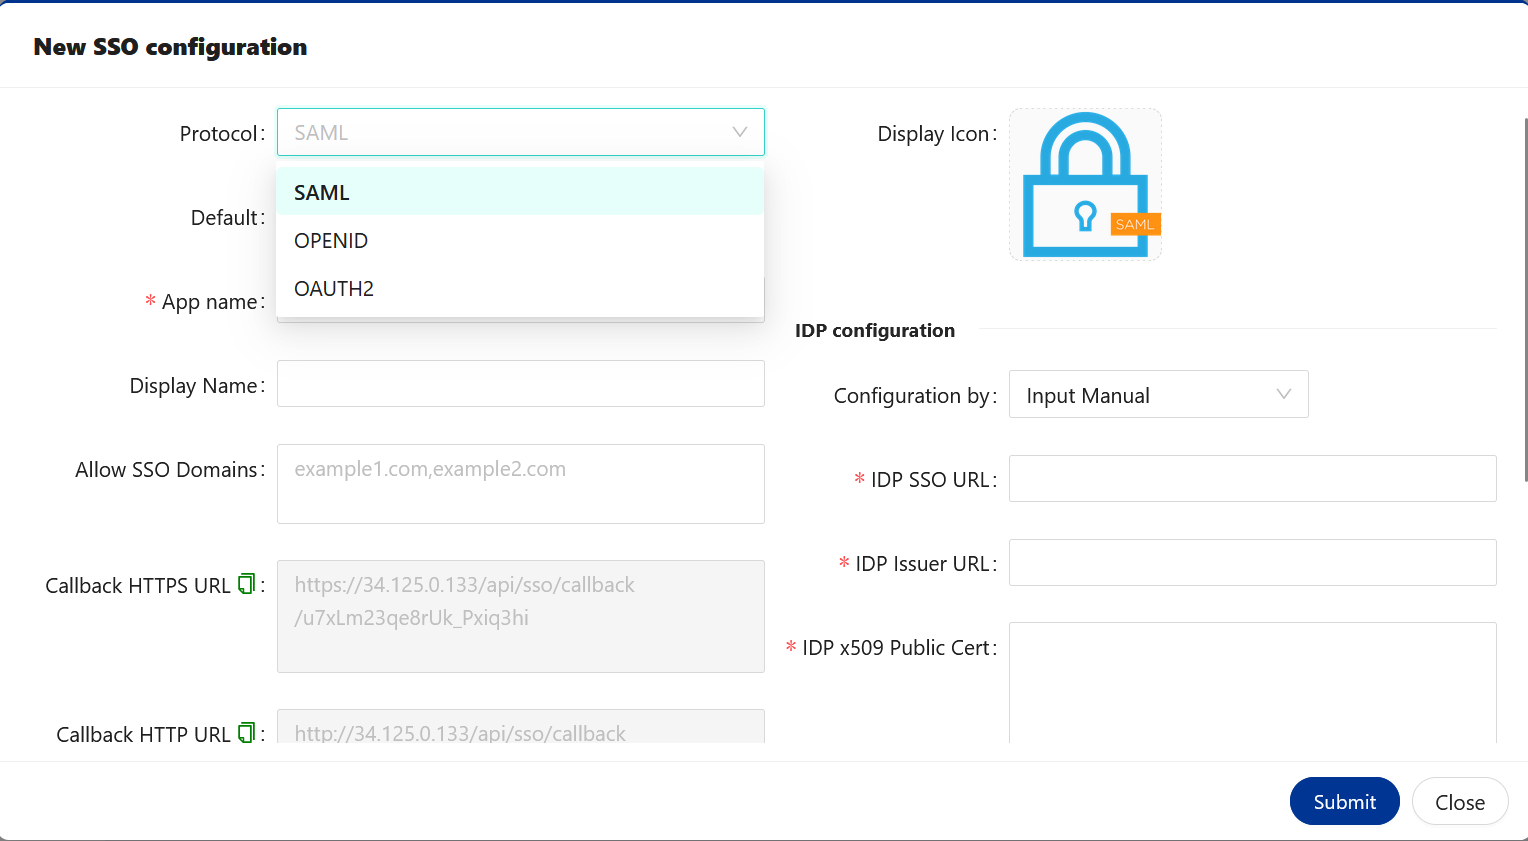 New SSO configuration
Protocol: SAML
SAML
OPENID
OAUTH2
Default:
* App name:
Display Name:
Allow SSO Domains: example1.com,example2.com
Callback HTTPS URL : https://34.125.0.133/api/sso/callback
/u7xLm23qe8rUk_Pxiq3hi
Callback HTTP URL : http://34.125.0.133/api/sso/callback
Display Icon:
SAML
IDP configuration
Configuration by: Input Manual
* IDP SSO URL:
* IDP Issuer URL:
* IDP x509 Public Cert:
Submit Close